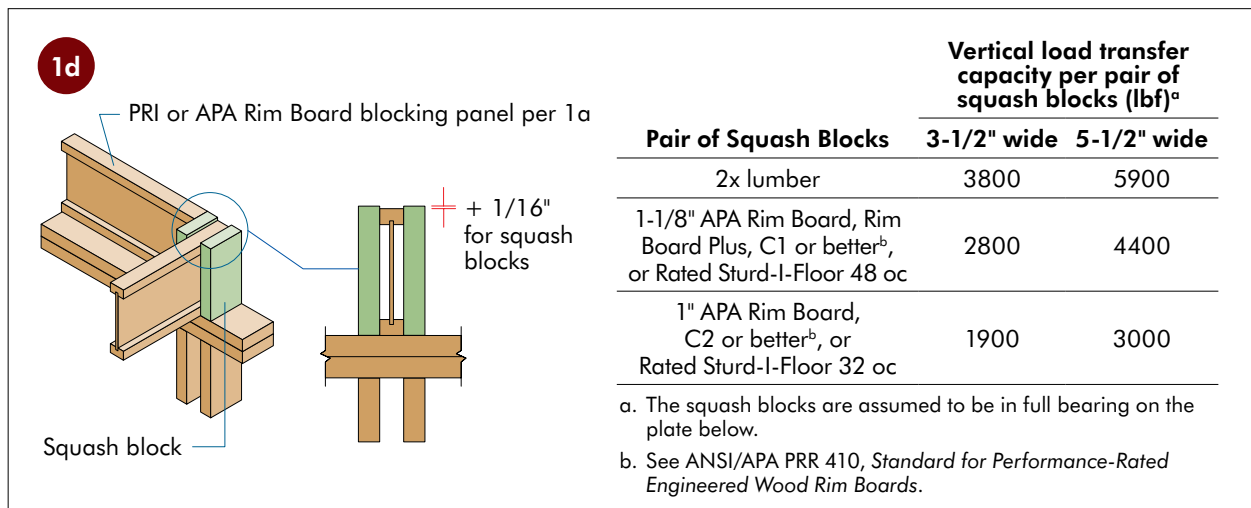 1d
PRI or APA Rim Board blocking panel per 1a
+ 1/16"
for squash
blocks
Squash block
Vertical load transfer
capacity per pair of
squash blocks (lbf)ᵃ
Pair of Squash Blocks 3-1/2" wide 5-1/2" wide
2x lumber 3800 5900
1-1/8" APA Rim Board, Rim
Board Plus, C1 or betterᵇ, 2800 4400
or Rated Sturd-I-Floor 48 oc
1" APA Rim Board,
C2 or betterᵇ, or 1900 3000
Rated Sturd-I-Floor 32 oc
a. The squash blocks are assumed to be in full bearing on the
plate below.
b. See ANSI/APA PRR 410, Standard for Performance-Rated
Engineered Wood Rim Boards.